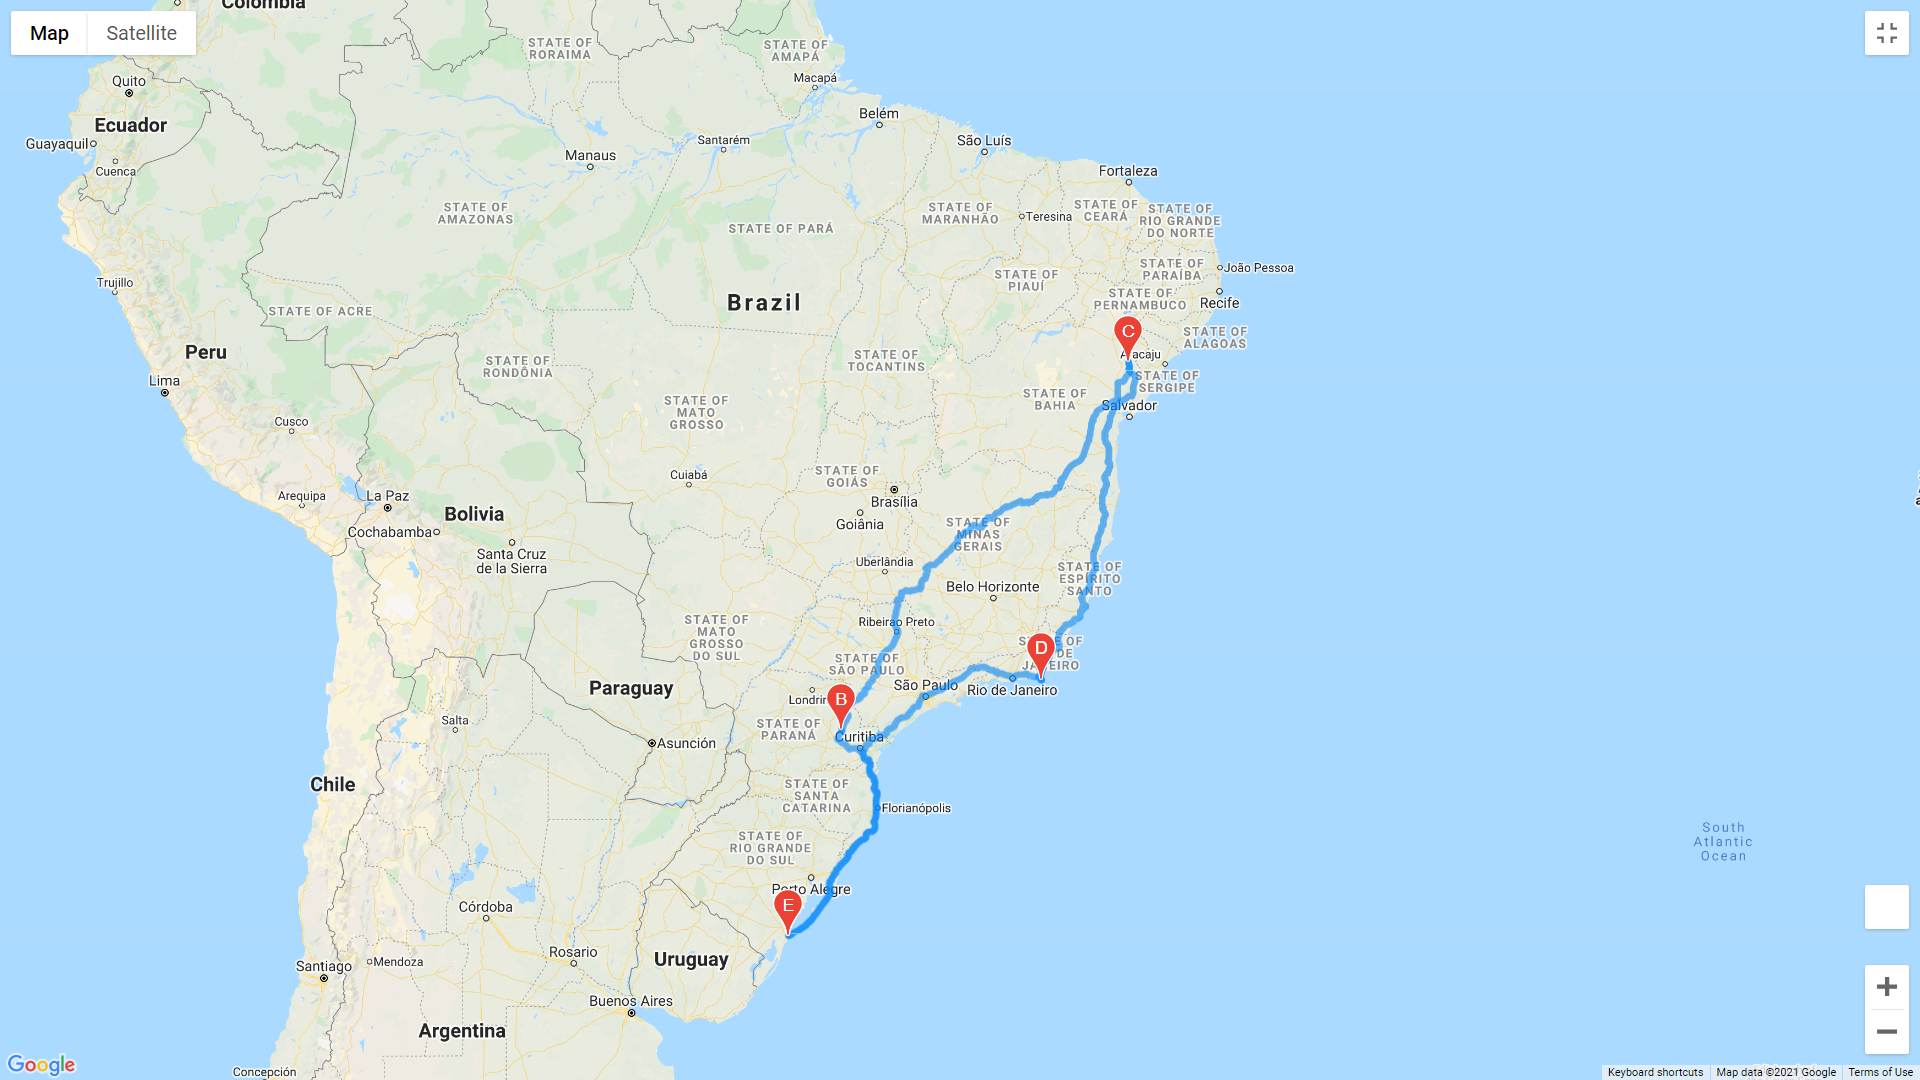 Colombia
Map
Satellite
STATE OF
RORAIMA
STATE OF
AMAPÁ
Macapá
Quito
Ecuador
Guayaquil
Cuenca
Belém
São Luís
Santarém
Manaus
Fortaleza
STATE OF
AMAZONAS
STATE OF PARÁ
STATE OF
MARANHÃO
Teresina
STATE OF
CEARÁ
STATE OF
RIO GRANDE
DO NORTE
STATE OF
PARAÍBA
João Pessoa
STATE OF
PIAUÍ
STATE OF
PERNAMBUCO
Recife
Trujillo
STATE OF ACRE
Brazil
C
STATE OF
ALAGOAS
Aracaju
Peru
STATE OF
RONDÔNIA
STATE OF
TOCANTINS
STATE OF
SERGIPE
Lima
STATE OF
BAHIA
Salvador
STATE OF
MATO
GROSSO
Cusco
Cuiabá
STATE OF
GOIÁS
Brasília
Goiânia
Arequipa
La Paz
Bolivia
Cochabamba
Santa Cruz
de la Sierra
STATE OF
MINAS
GERAIS
Uberlândia
Belo Horizonte
STATE OF
ESPÍRITO
SANTO
Ribeirao Preto
STATE OF
MATO
GROSSO
DO SUL
STATE OF
SÃO PAULO
D
São Paulo
Rio de Janeiro
Paraguay
B
STATE OF
PARANÁ
Curitiba
Salta
Asunción
Chile
STATE OF
SANTA
CATARINA
Florianópolis
STATE OF
RIO GRANDE
DO SUL
Porto Alegre
E
South
Atlantic
Ocean
Córdoba
Rosario
Uruguay
Santiago
Mendoza
Buenos Aires
Argentina
Concepción
Google
Keyboard shortcuts
Map data ©2021 Google
Terms of Use